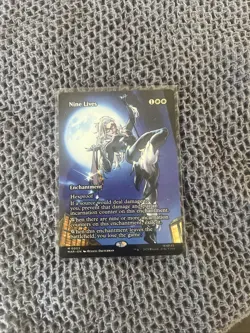 Nine Lives
1
Enchantment
Hexproof
If a source would deal damage to
you, prevent that damage and put an
incarnation counter on this enchantment.
When there are nine or more incarnation
counters on this enchantment, exile it.
When this enchantment leaves the
battlefield, you lose the game.